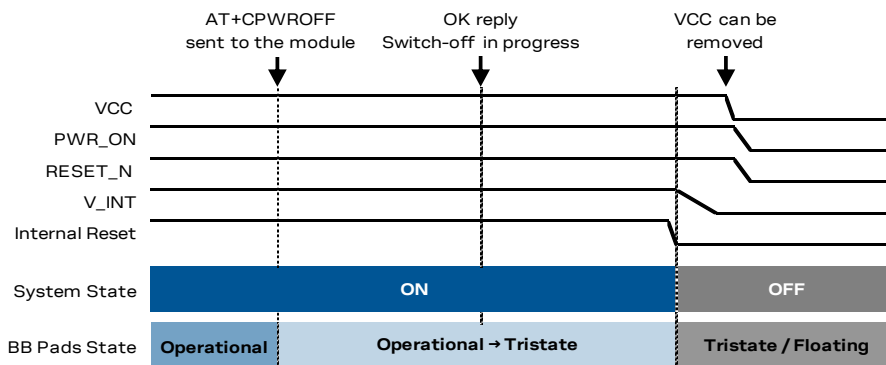 AT+CPWROFF
sent to the module
OK reply
Switch-off in progress
VCC can be
removed
VCC
PWR_ON
RESET_N
V_INT
Internal Reset
System State
ON
OFF
BB Pads State
Operational
Operational → Tristate
Tristate / Floating